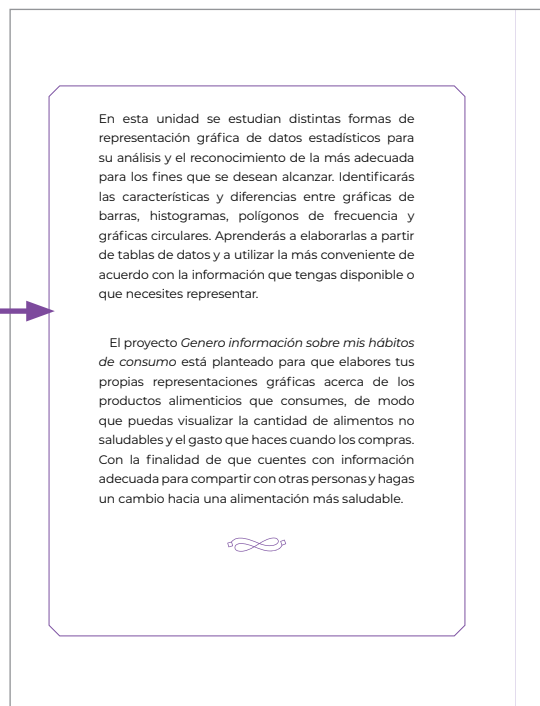 En esta unidad se estudian distintas formas de
representación gráfica de datos estadísticos para
su análisis y el reconocimiento de la más adecuada
para los fines que se desean alcanzar. Identificarás
las características y diferencias entre gráficas de
barras, histogramas, polígonos de frecuencia y
gráficas circulares. Aprenderás a elaborarlas a partir
de tablas de datos y a utilizar la más conveniente de
acuerdo con la información que tengas disponible o
que necesites representar.
El proyecto Genero información sobre mis hábitos
de consumo está planteado para que elabores tus
propias representaciones gráficas acerca de los
productos alimenticios que consumes, de modo
que puedas visualizar la cantidad de alimentos no
saludables y el gasto que haces cuando los compras.
Con la finalidad de que cuentes con información
adecuada para compartir con otras personas y hagas
un cambio hacia una alimentación más saludable.